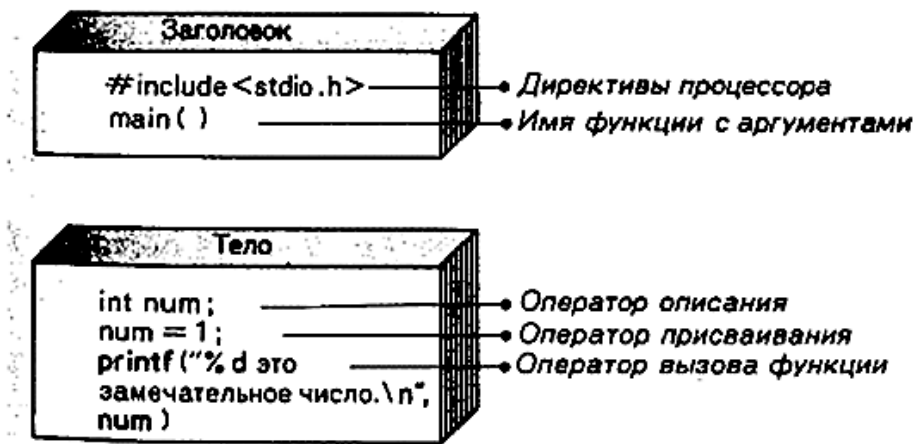 Заголовок
#include<stdio.h> Директивы процессора
main( ) Имя функции с аргументами
Тело
int num; Оператор описания
num = 1; Оператор присваивания
printf("% d это Оператор вызова функции
замечательное число.\n",
num )